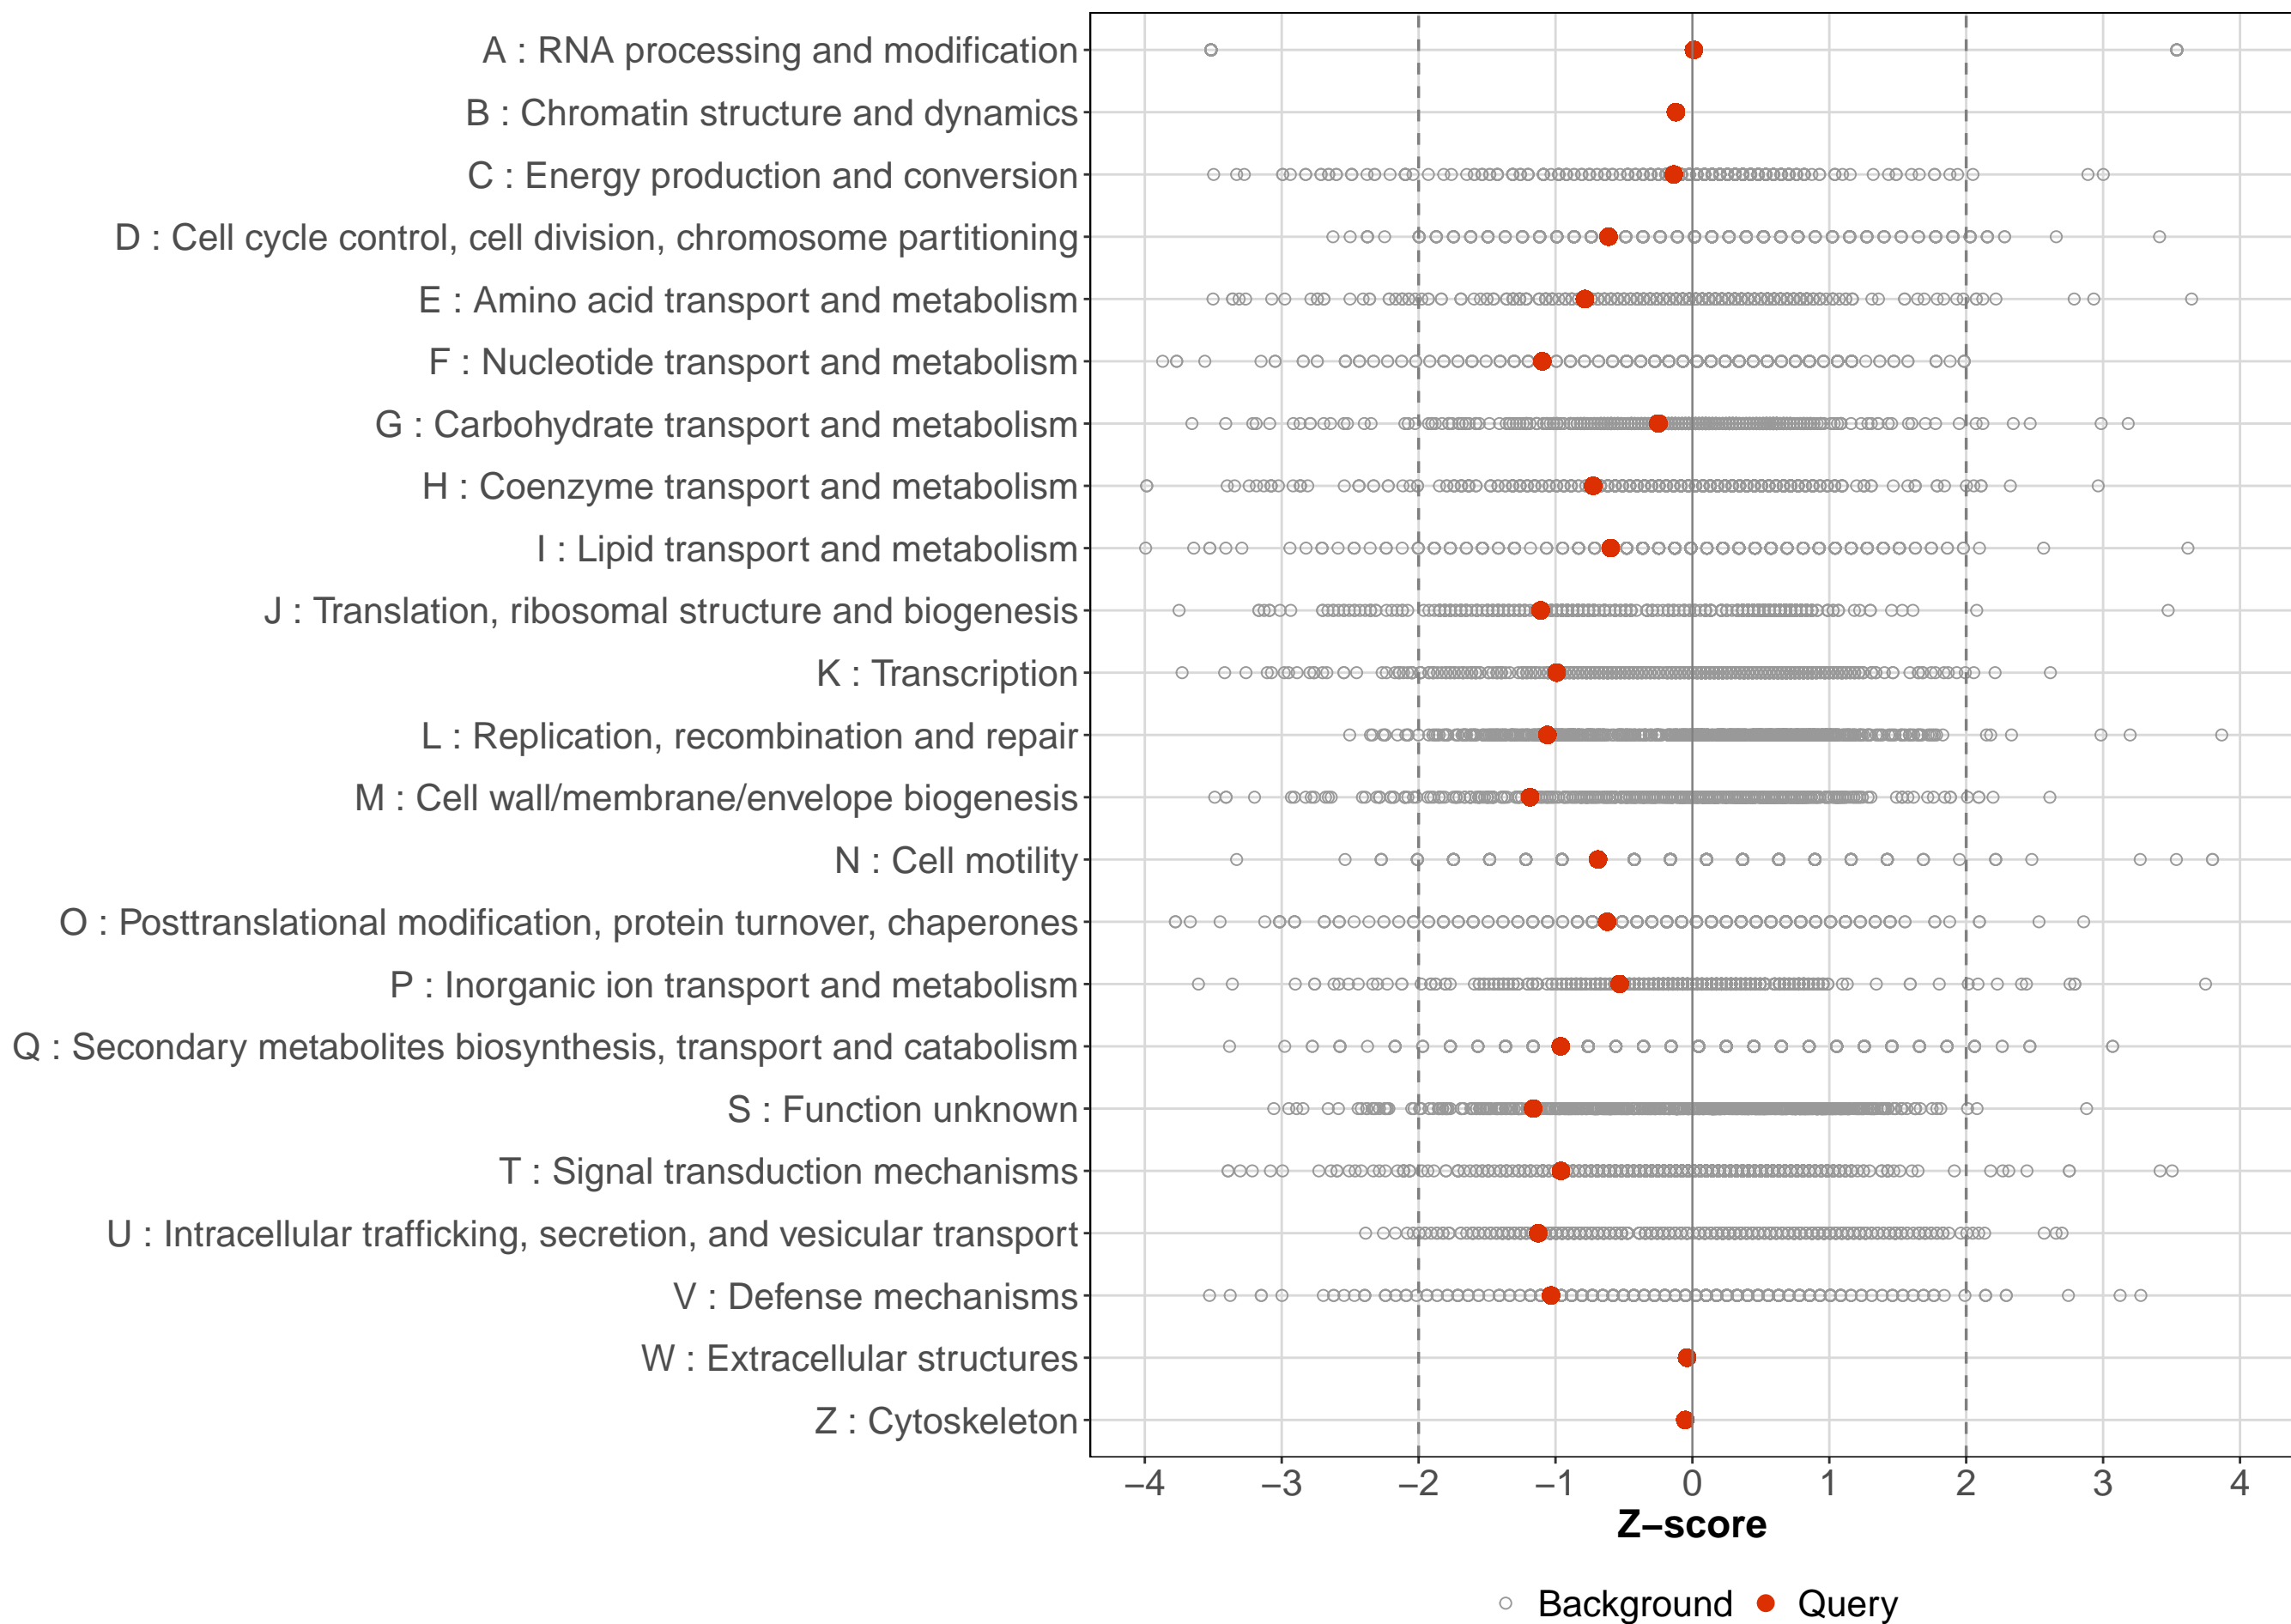 A : RNA processing and modification
B : Chromatin structure and dynamics
C : Energy production and conversion
D : Cell cycle control, cell division, chromosome partitioning
E : Amino acid transport and metabolism
F : Nucleotide transport and metabolism
G : Carbohydrate transport and metabolism
H : Coenzyme transport and metabolism
I : Lipid transport and metabolism
J : Translation, ribosomal structure and biogenesis
K : Transcription
L : Replication, recombination and repair
M : Cell wall/membrane/envelope biogenesis
N : Cell motility
O : Posttranslational modification, protein turnover, chaperones
P : Inorganic ion transport and metabolism
Q : Secondary metabolites biosynthesis, transport and catabolism
S : Function unknown
T : Signal transduction mechanisms
U : Intracellular trafficking, secretion, and vesicular transport
V : Defense mechanisms
W : Extracellular structures
Z : Cytoskeleton
−4 −3 −2 −1 0 1 2 3 4
Z−score
Background Query